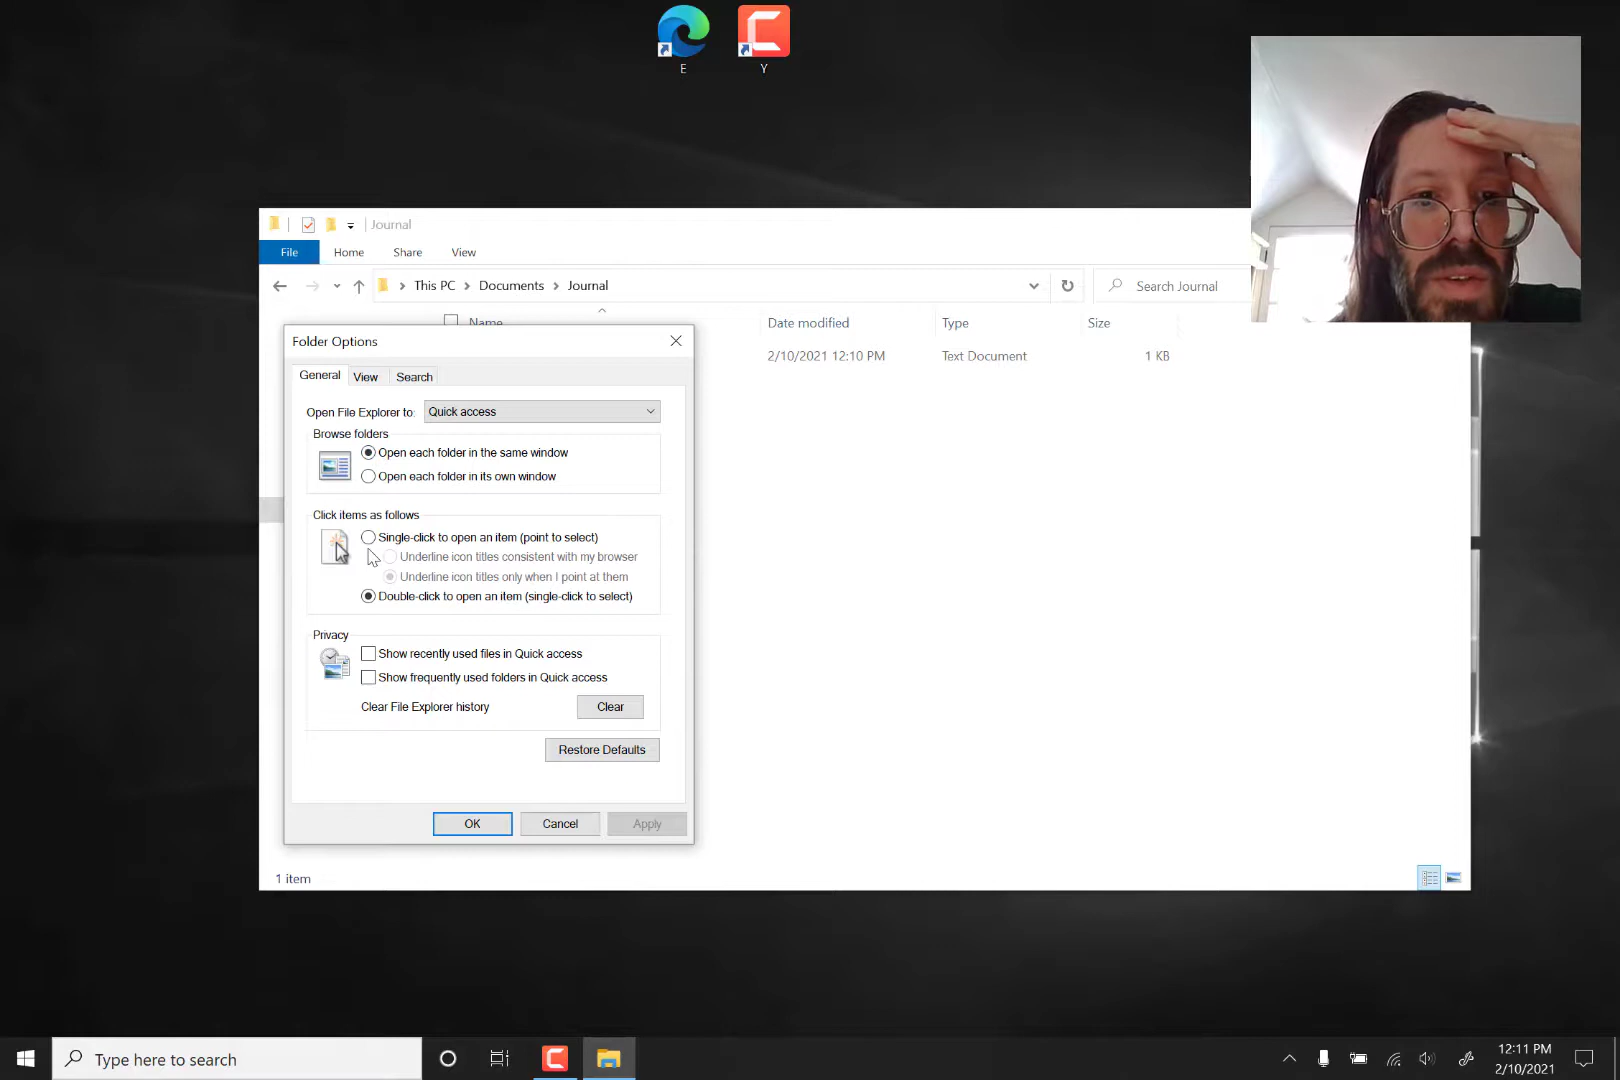 E
Y
Journal
File
Home
Share
View
This PC
Documents
Journal
Search Journal
Name
Date modified
Type
Size
2/10/2021 12:10 PM
Text Document
1 KB
Folder Options
General
View
Search
Open File Explorer to:
Quick access
Browse folders
Open each folder in the same window
Open each folder in its own window
Click items as follows
Single-click to open an item (point to select)
Underline icon titles consistent with my browser
Underline icon titles only when I point at them
Double-click to open an item (single-click to select)
Privacy
Show recently used files in Quick access
Show frequently used folders in Quick access
Clear File Explorer history
Clear
Restore Defaults
OK
Cancel
Apply
1 item
Type here to search
12:11 PM
2/10/2021